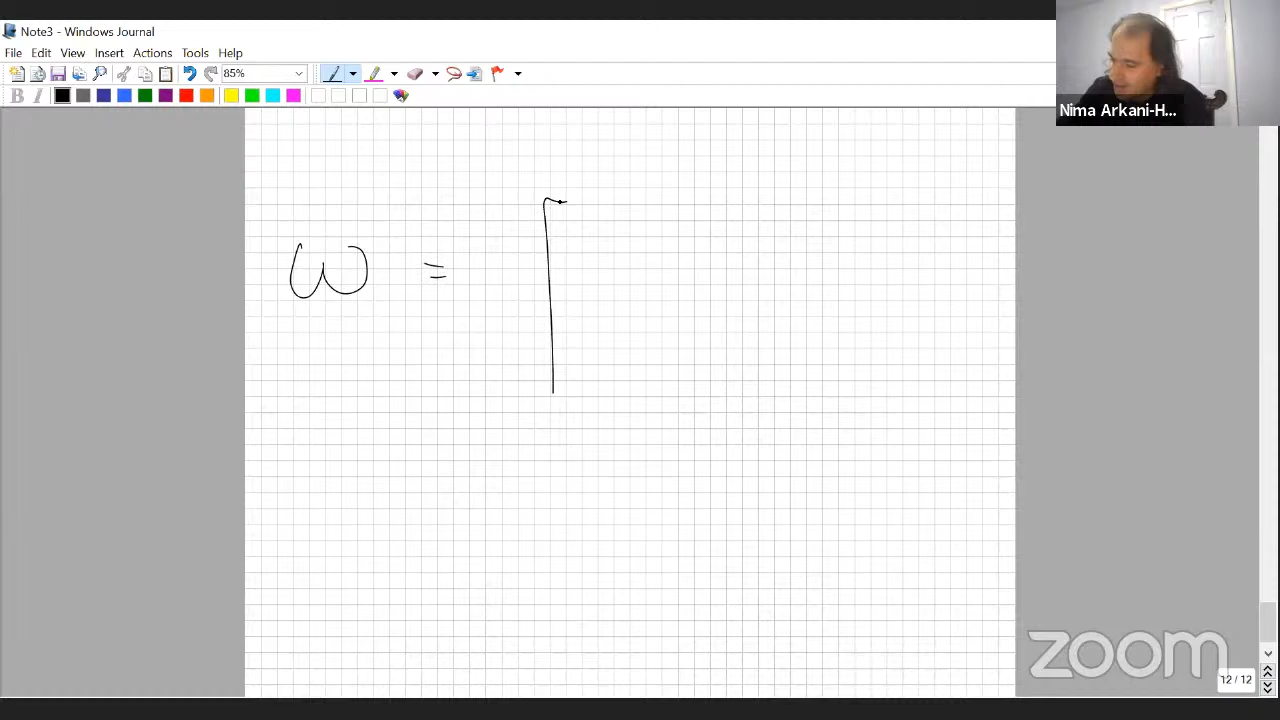 Note3 - Windows Journal
File Edit View Insert Actions Tools Help
85%
B I
Nima Arkani-H...
ω = [
zoom
12 / 12